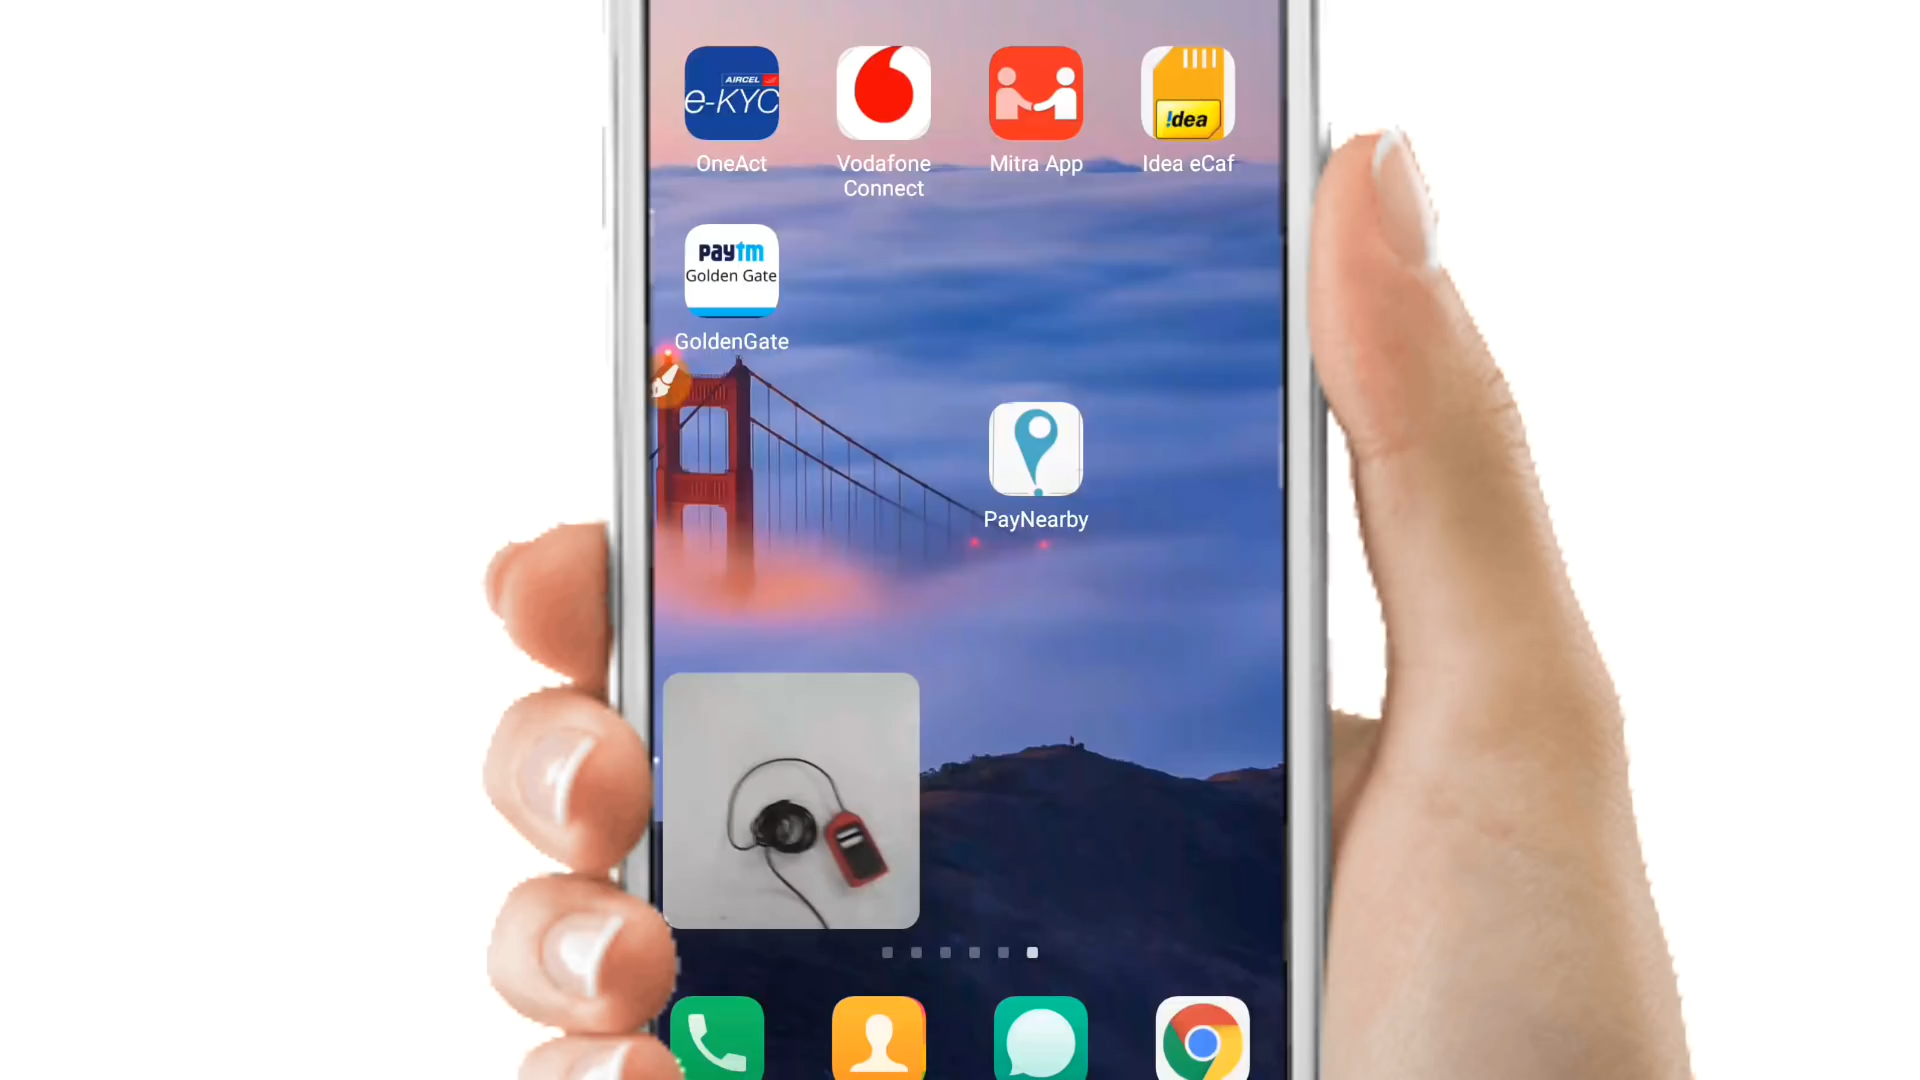 AIRCEL
e-KYC
!dea
OneAct
Vodafone
Connect
Mitra App
Idea eCaf
paytm
Golden Gate
GoldenGate
PayNearby